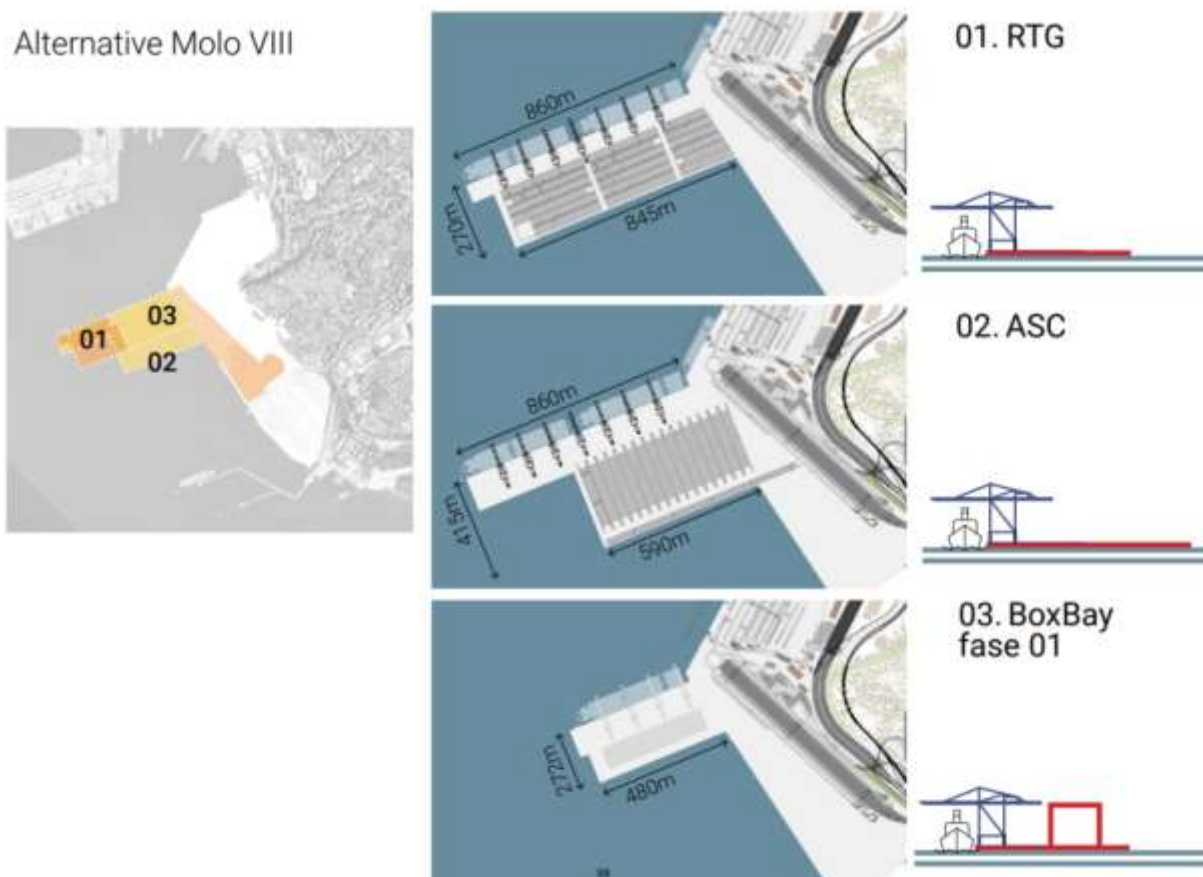 Alternative Molo VIII
01
03
02
860m
270m
845m
01. RTG
860m
415m
590m
02. ASC
272m
480m
03. BoxBay
fase 01